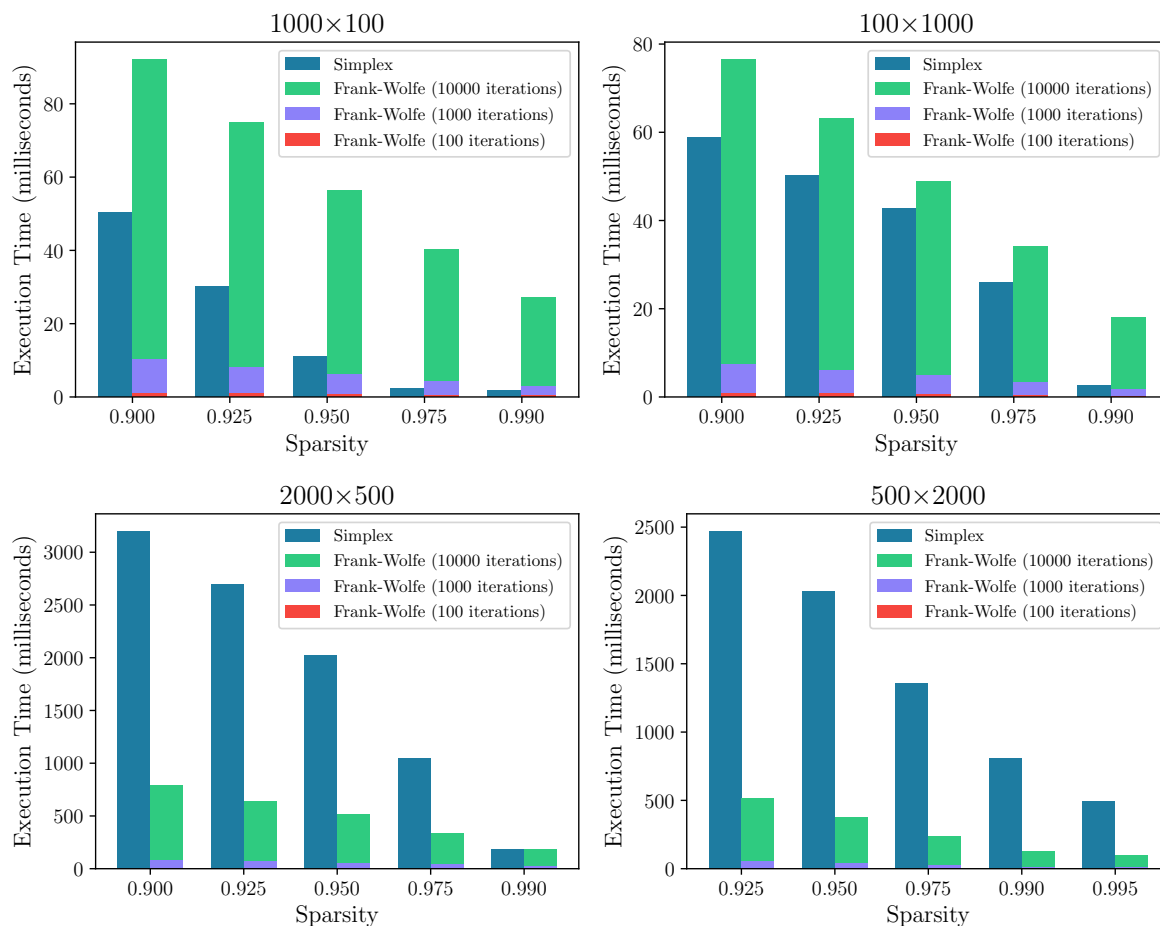 1000×100
Execution Time (milliseconds)
80
60
40
20
0
Simplex
Frank-Wolfe (10000 iterations)
Frank-Wolfe (1000 iterations)
Frank-Wolfe (100 iterations)
0.900 0.925 0.950 0.975 0.990
Sparsity
100×1000
Execution Time (milliseconds)
80
60
40
20
0
Simplex
Frank-Wolfe (10000 iterations)
Frank-Wolfe (1000 iterations)
Frank-Wolfe (100 iterations)
0.900 0.925 0.950 0.975 0.990
Sparsity
2000×500
Execution Time (milliseconds)
3000
2500
2000
1500
1000
500
0
Simplex
Frank-Wolfe (10000 iterations)
Frank-Wolfe (1000 iterations)
Frank-Wolfe (100 iterations)
0.900 0.925 0.950 0.975 0.990
Sparsity
500×2000
Execution Time (milliseconds)
2500
2000
1500
1000
500
0
Simplex
Frank-Wolfe (10000 iterations)
Frank-Wolfe (1000 iterations)
Frank-Wolfe (100 iterations)
0.925 0.950 0.975 0.990 0.995
Sparsity